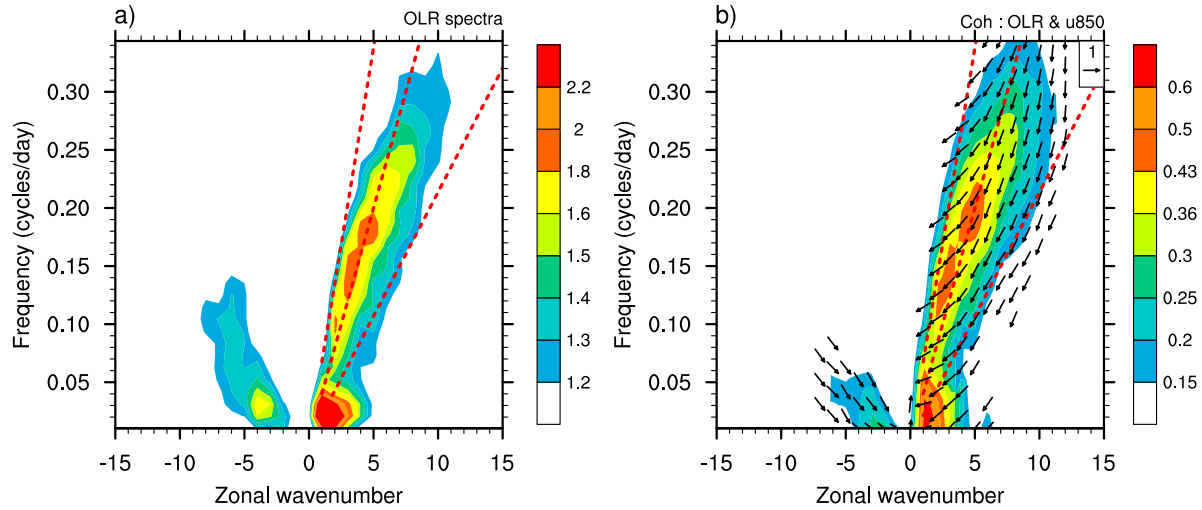 a)
OLR spectra
Frequency (cycles/day)
0.30
0.25
0.20
0.15
0.10
0.05
-15 -10 -5 0 5 10 15
Zonal wavenumber
2.2
2
1.8
1.6
1.5
1.4
1.3
1.2
b)
Coh : OLR & u850
1
Frequency (cycles/day)
0.30
0.25
0.20
0.15
0.10
0.05
-15 -10 -5 0 5 10 15
Zonal wavenumber
0.6
0.5
0.43
0.36
0.3
0.25
0.2
0.15